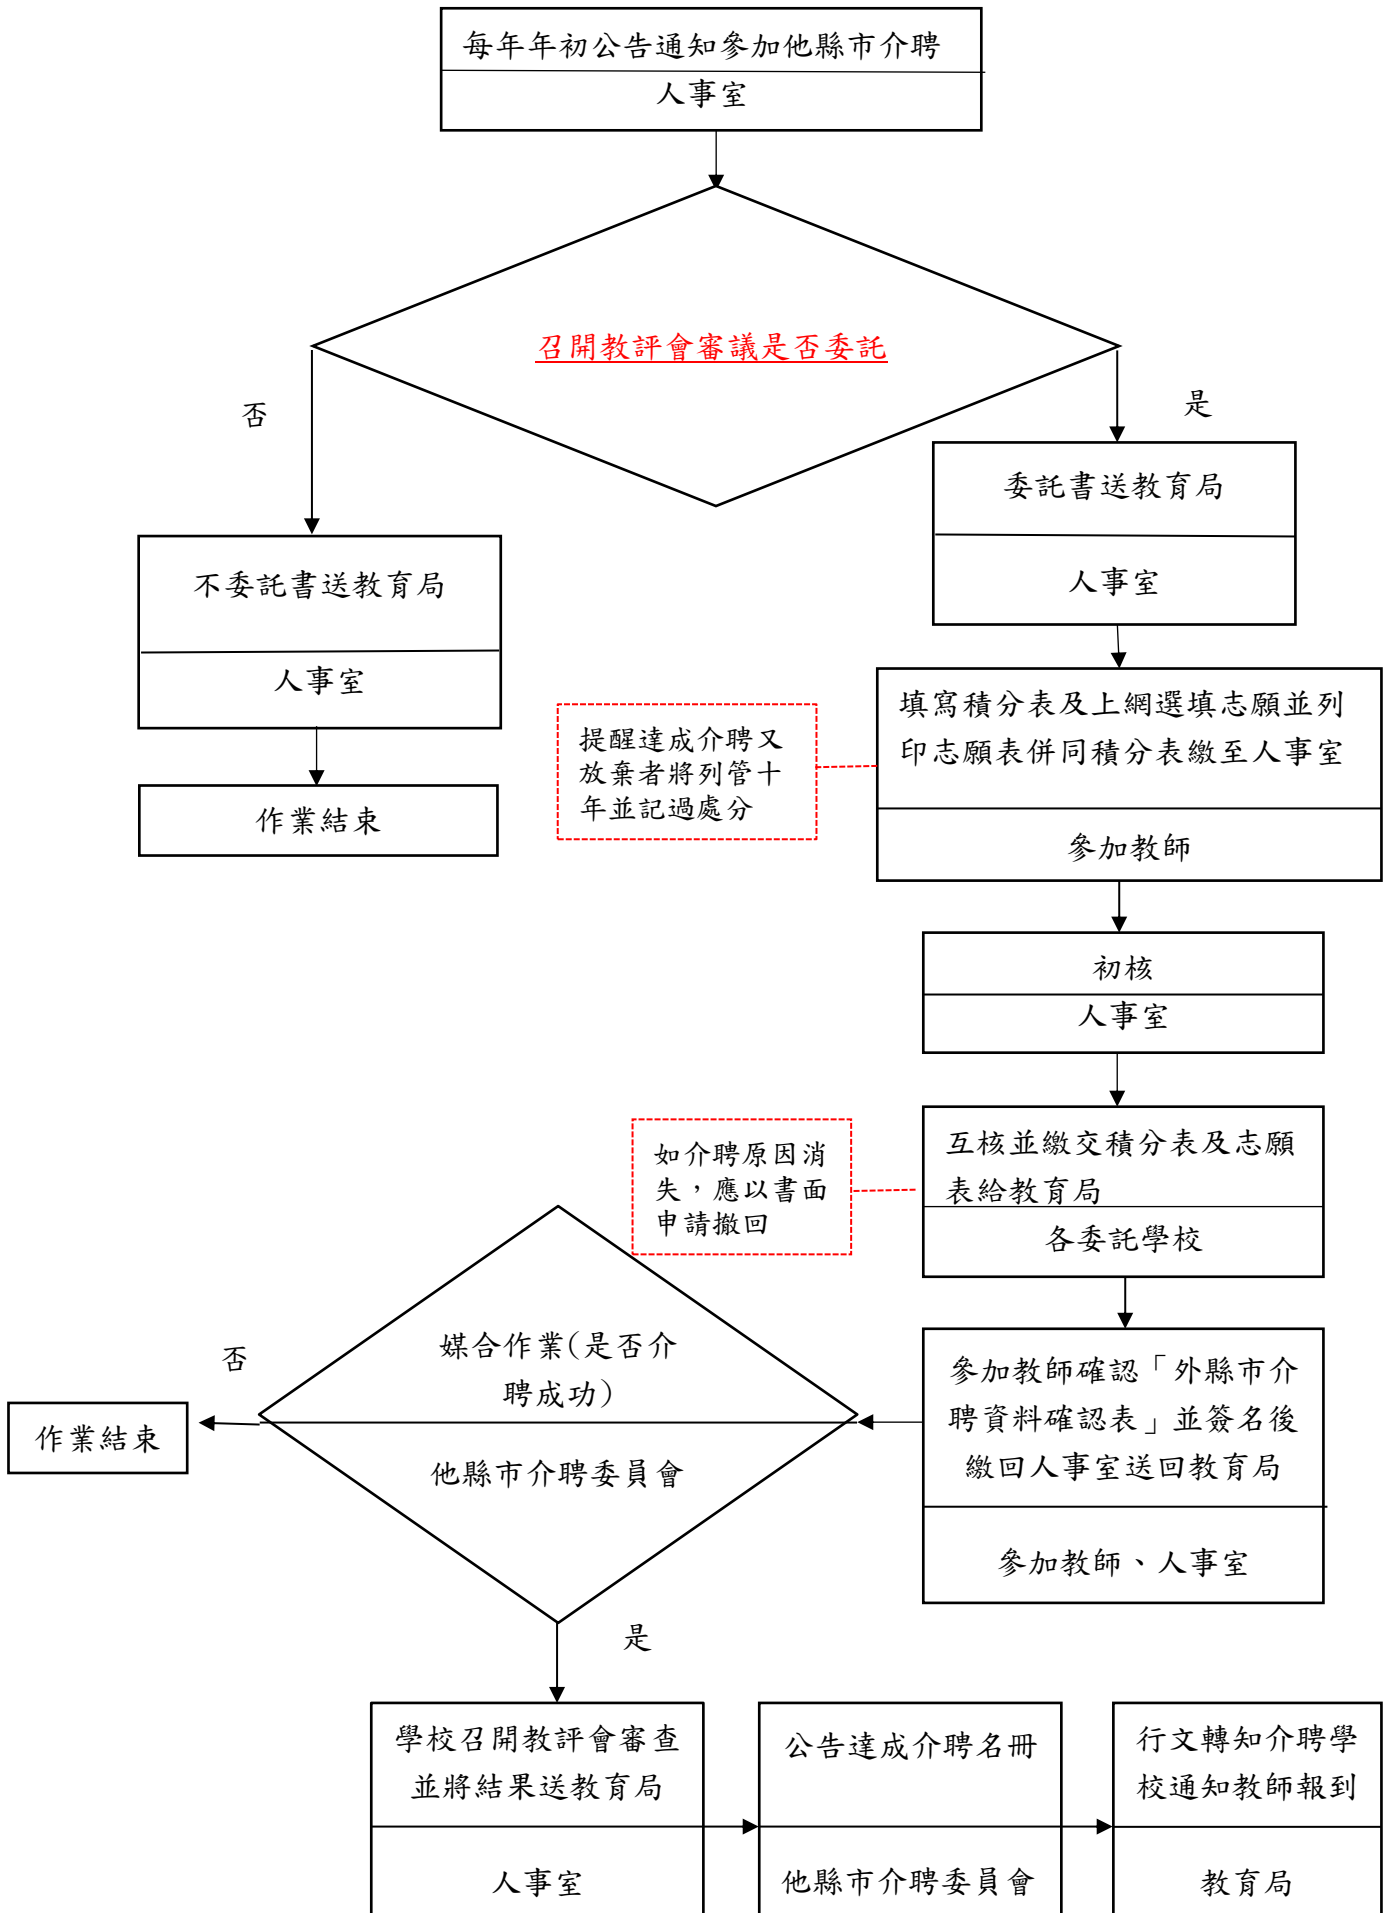 每年年初公告通知參加他縣市介聘
人事室
召開教評會審議是否委託
否
是
委託書送教育局
人事室
不委託書送教育局
人事室
作業結束
填寫積分表及上網選填志願並列
印志願表併同積分表繳至人事室
參加教師
提醒達成介聘又
放棄者將列管十
年並記過處分
初核
人事室
互核並繳交積分表及志願
表給教育局
各委託學校
如介聘原因消
失，應以書面
申請撤回
參加教師確認「外縣市介
聘資料確認表」並簽名後
繳回人事室送回教育局
參加教師、人事室
媒合作業(是否介
聘成功)
他縣市介聘委員會
否
作業結束
是
學校召開教評會審查
並將結果送教育局
人事室
公告達成介聘名冊
他縣市介聘委員會
行文轉知介聘學
校通知教師報到
教育局